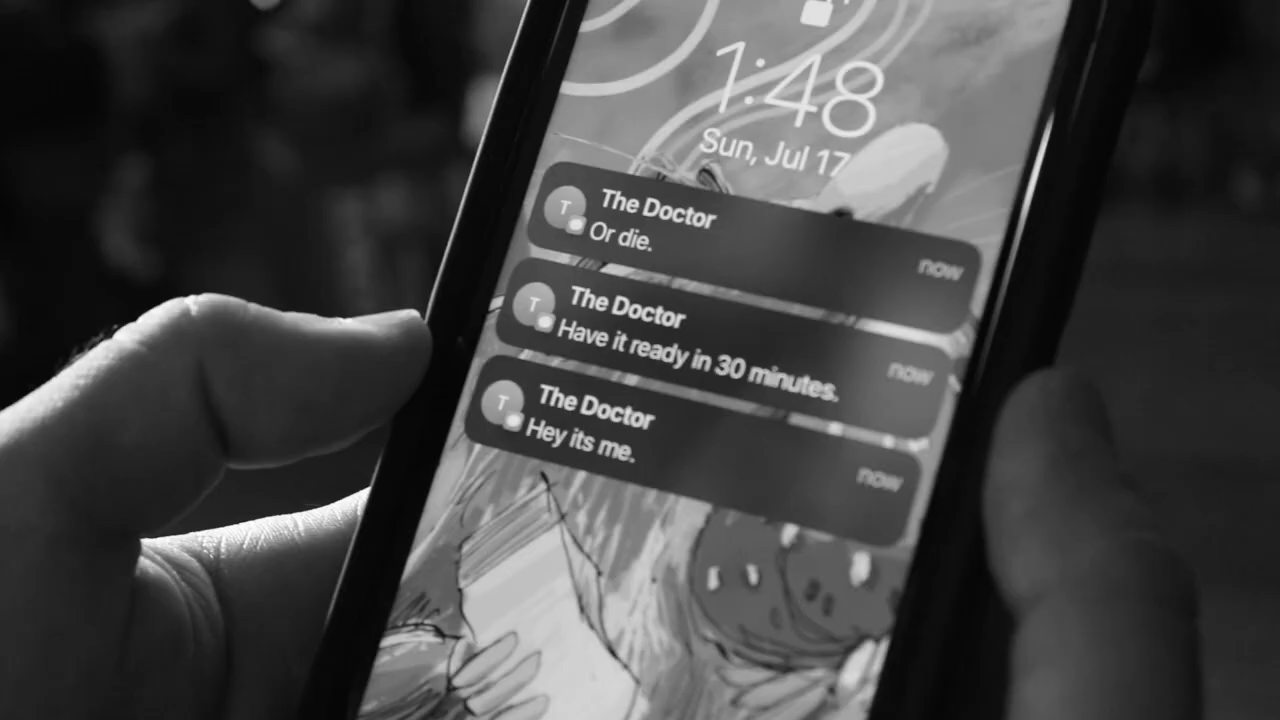 1:48
Sun, Jul 17
T
The Doctor
Or die.
now
T
The Doctor
Have it ready in 30 minutes.
now
T
The Doctor
Hey its me.
now